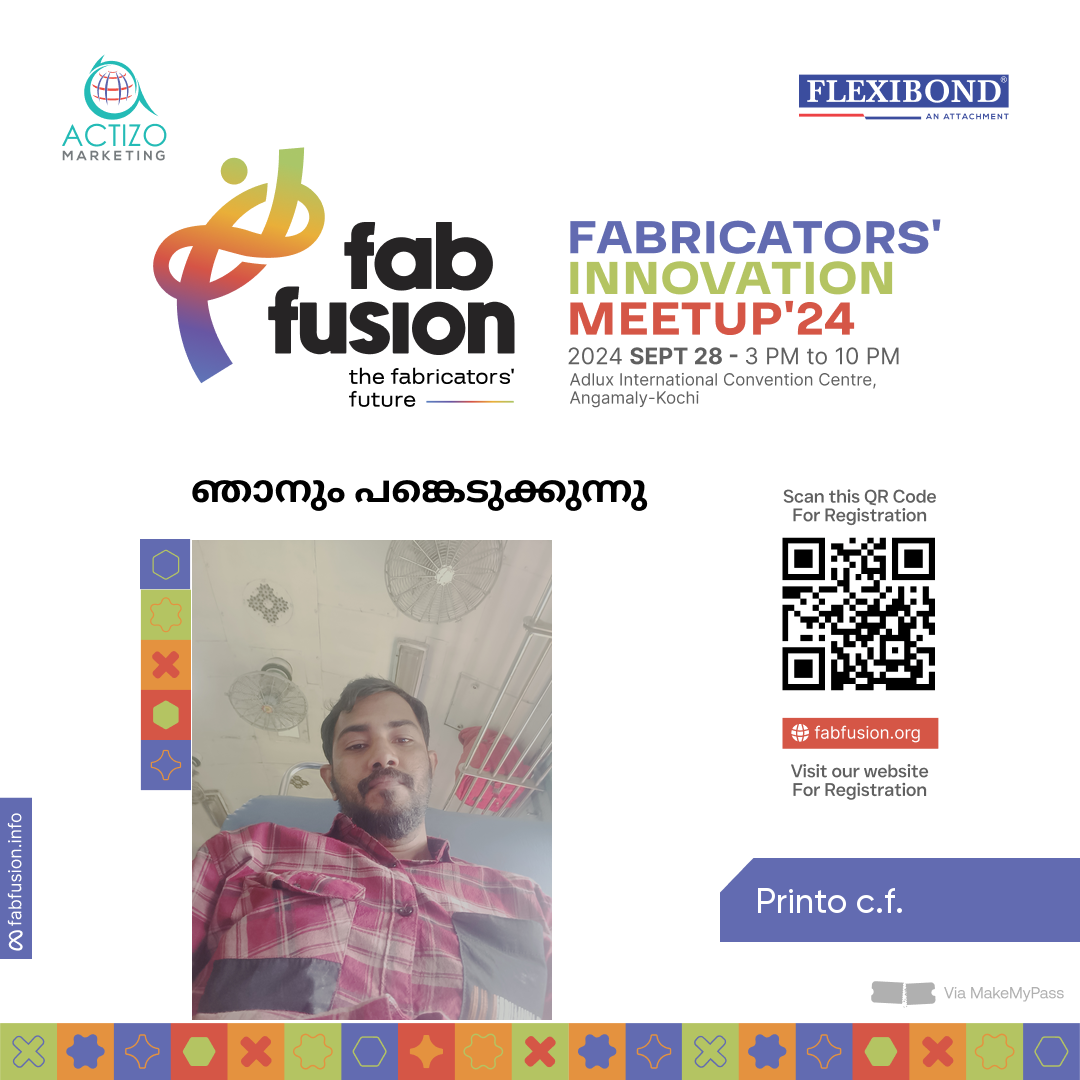 ACTIZO
MARKETING
FLEXIBOND®
AN ATTACHMENT
fab
fusion
the fabricators'
future
FABRICATORS'
INNOVATION
MEETUP'24
2024 SEPT 28 - 3 PM to 10 PM
Adlux International Convention Centre,
Angamaly-Kochi
ഞാനും പങ്കെടുക്കുന്നു
Scan this QR Code
For Registration
fabfusion.org
Visit our website
For Registration
fabfusion.info
Printo c.f.
Via MakeMyPass